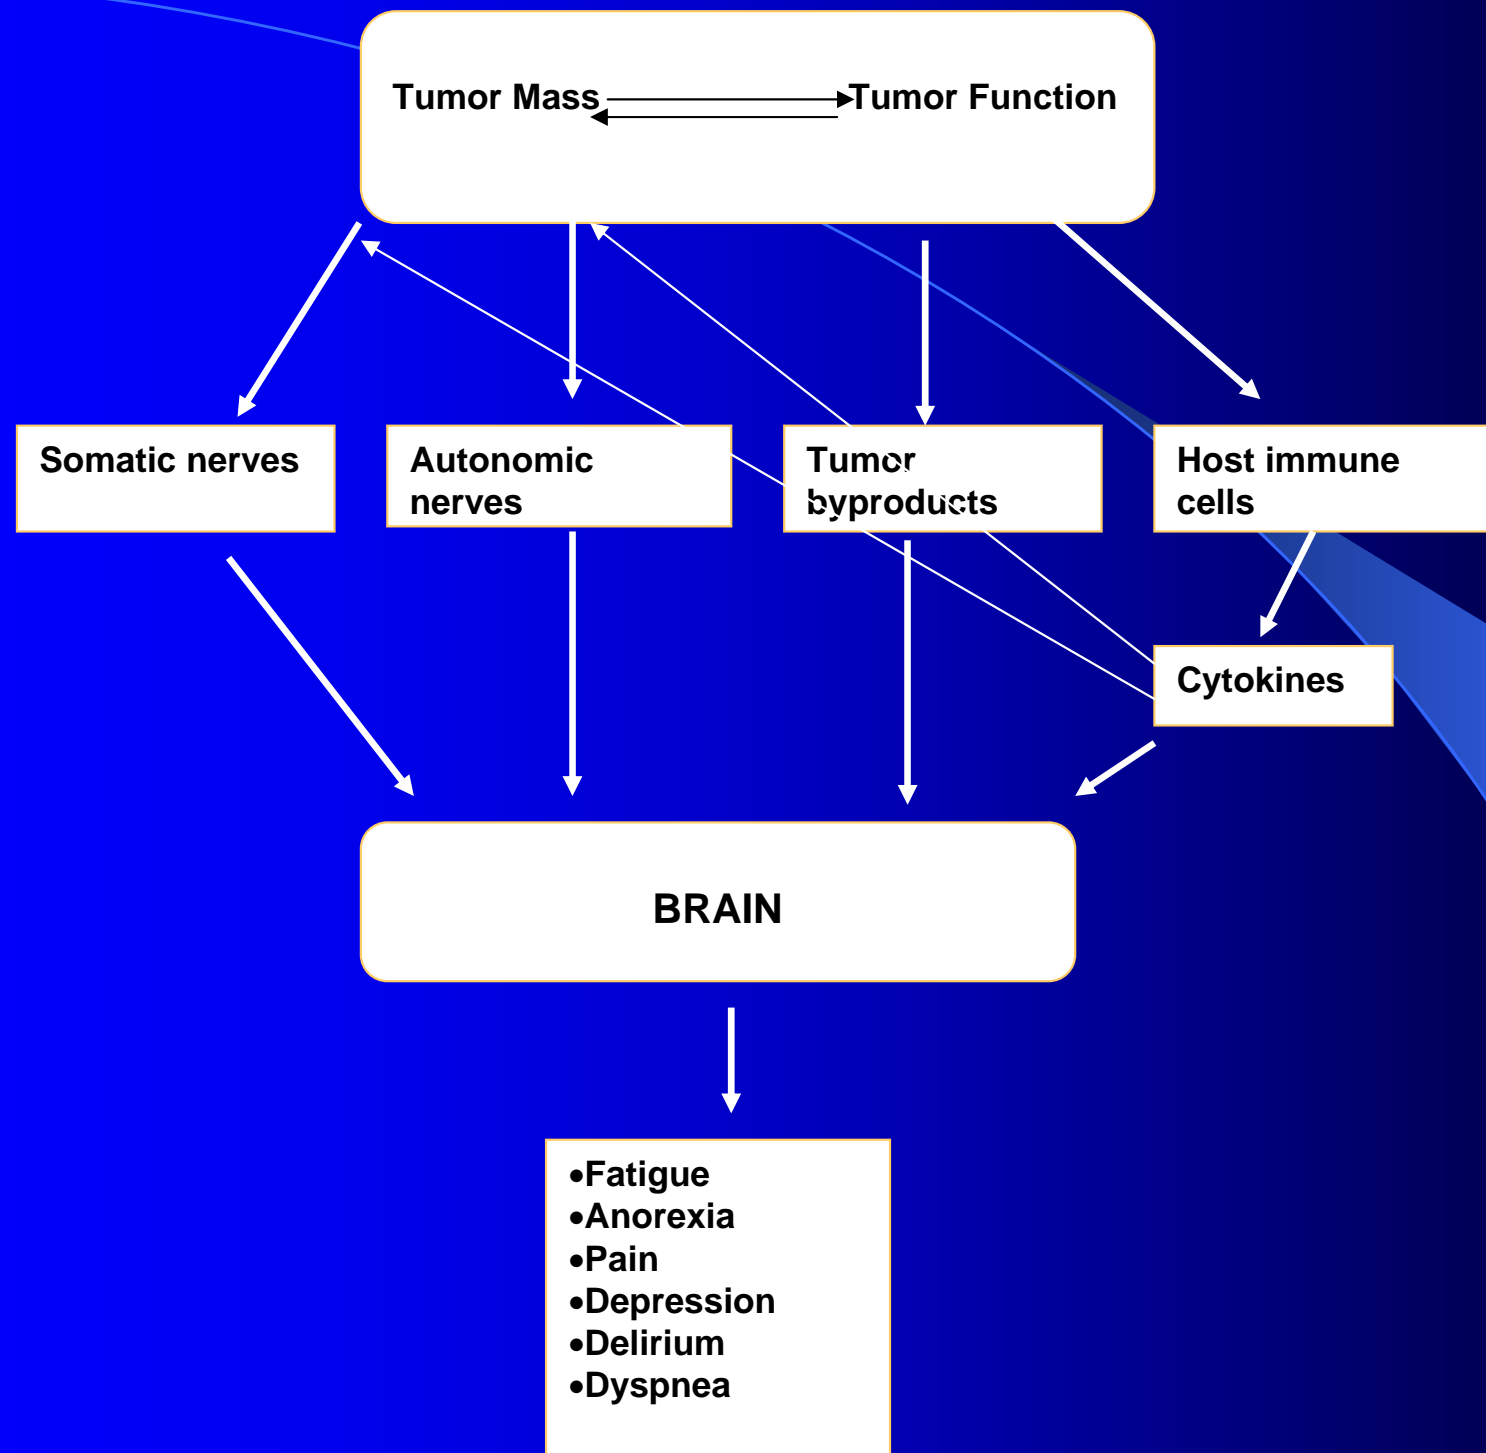 Tumor Mass Tumor Function
Somatic nerves
Autonomic
nerves
Tumor
byproducts
Host immune
cells
Cytokines
BRAIN
•Fatigue
•Anorexia
•Pain
•Depression
•Delirium
•Dyspnea